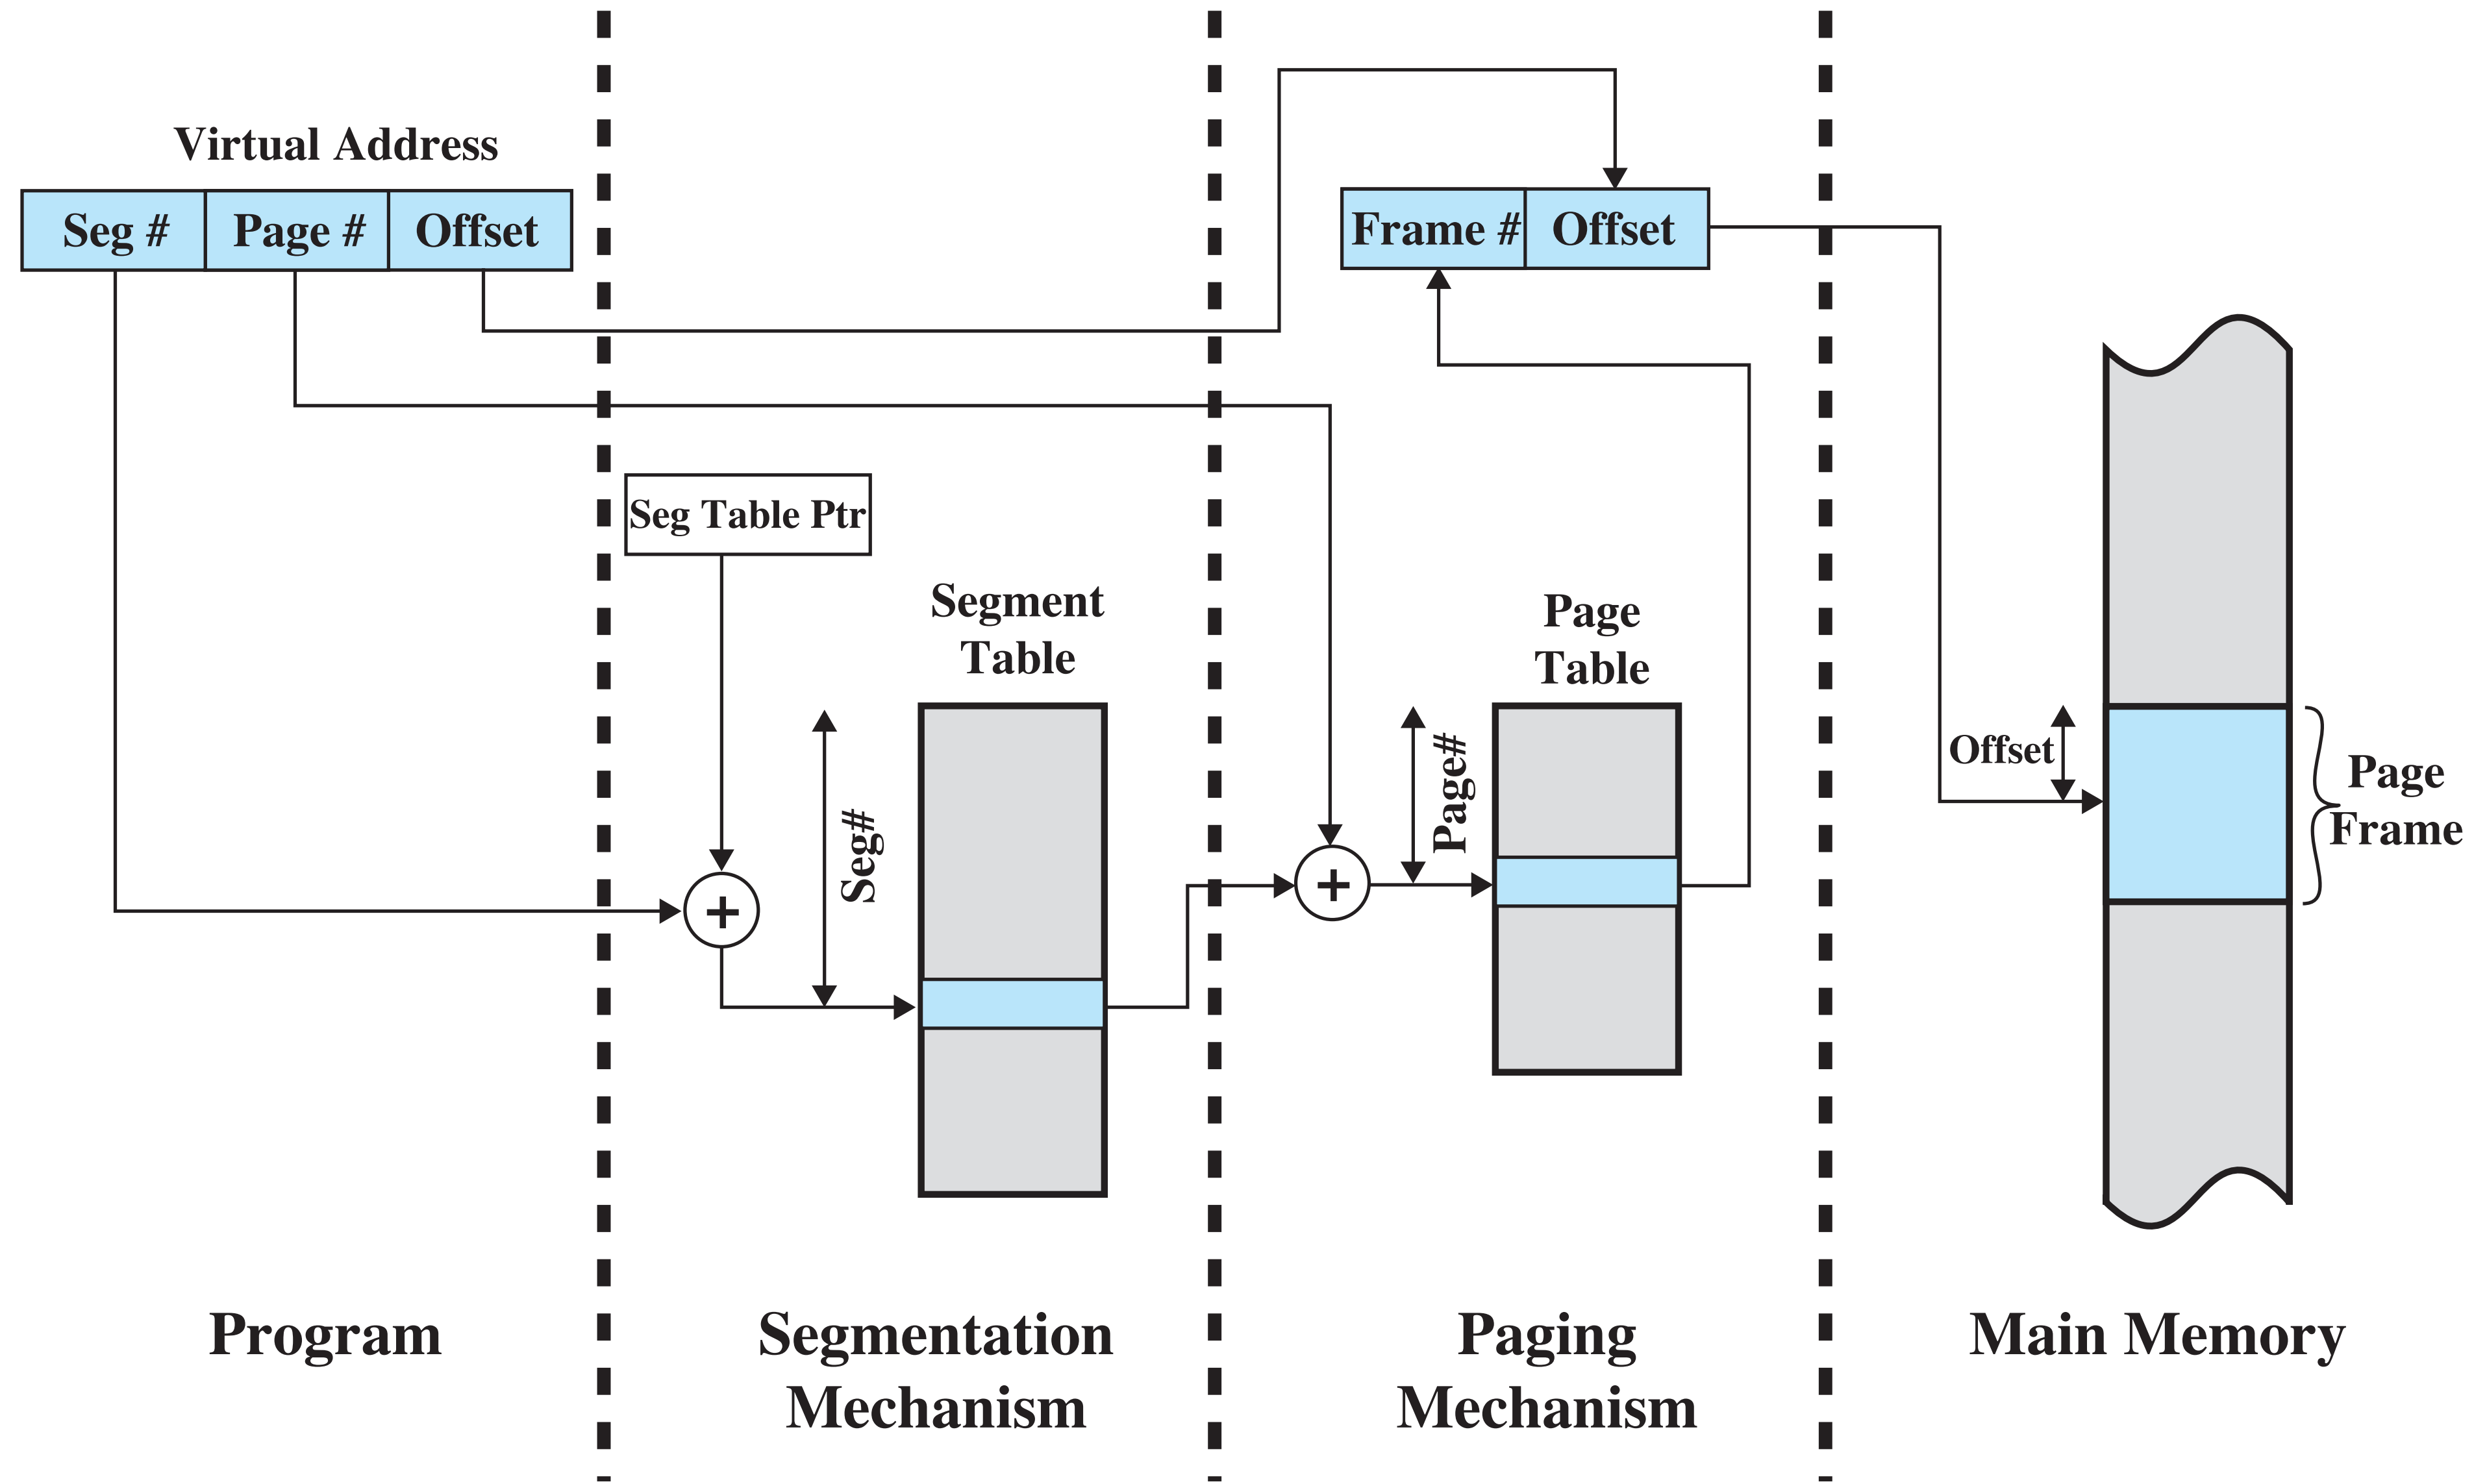 Virtual Address
Seg #
Page #
Offset
Frame #
Offset
Seg Table Ptr
Segment
Table
Page
Table
Seg#
Page#
Offset
Page
Frame
+
+
Program
Segmentation
Mechanism
Paging
Mechanism
Main Memory